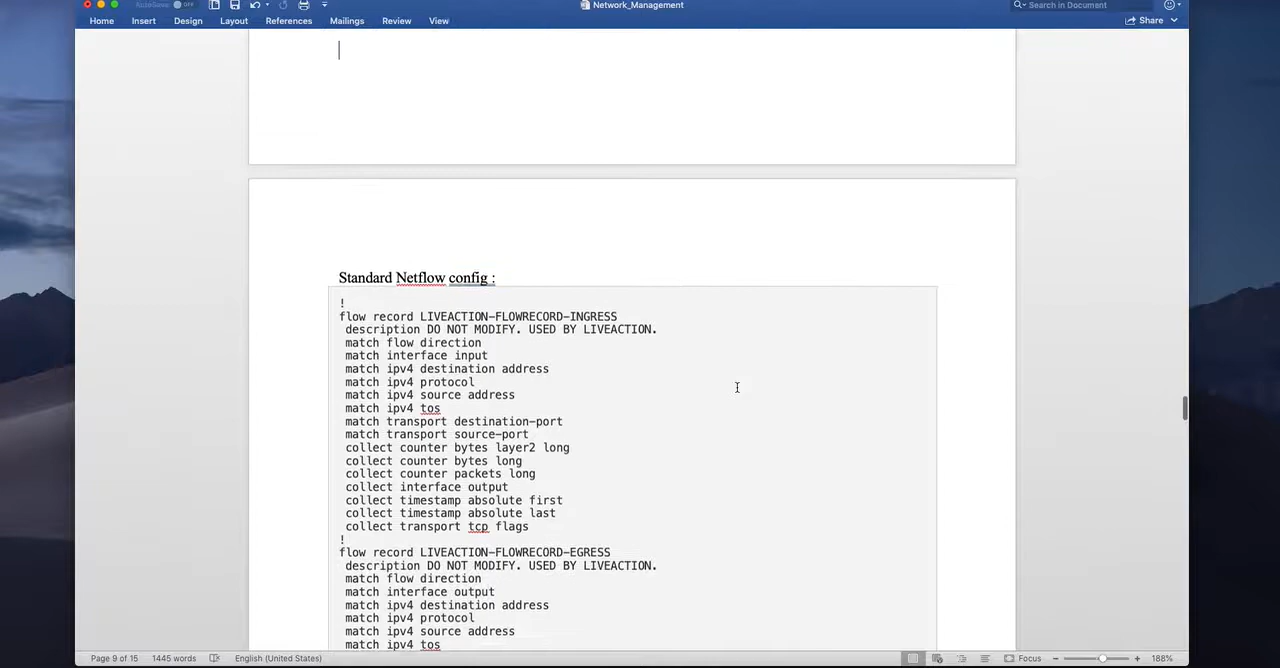 AutoSave OFF
Network_Management
Search in Document
Home Insert Design Layout References Mailings Review View
Share
Standard Netflow config :
!
flow record LIVEACTION-FLOWRECORD-INGRESS
description DO NOT MODIFY. USED BY LIVEACTION.
match flow direction
match interface input
match ipv4 destination address
match ipv4 protocol
match ipv4 source address
match ipv4 tos
match transport destination-port
match transport source-port
collect counter bytes layer2 long
collect counter bytes long
collect counter packets long
collect interface output
collect timestamp absolute first
collect timestamp absolute last
collect transport tcp flags
!
flow record LIVEACTION-FLOWRECORD-EGRESS
description DO NOT MODIFY. USED BY LIVEACTION.
match flow direction
match interface output
match ipv4 destination address
match ipv4 protocol
match ipv4 source address
match ipv4 tos
Page 9 of 15 1445 words English (United States) Focus 188%